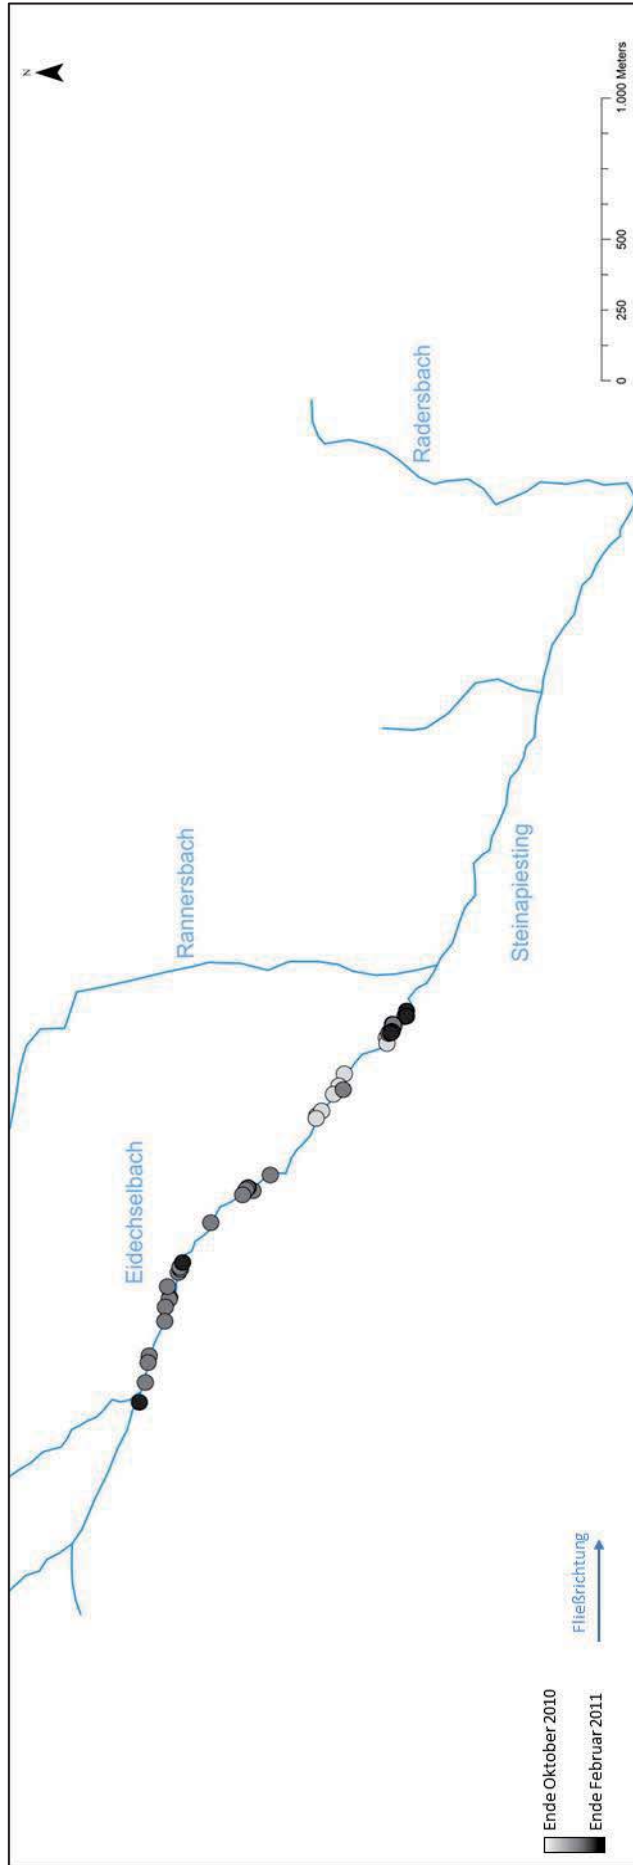 N
Eidechselbach
Rannersbach
Radersbach
Steinapiesting
Ende Oktober 2010
Ende Februar 2011
Fließrichtung
0 250 500 1.000 Meters